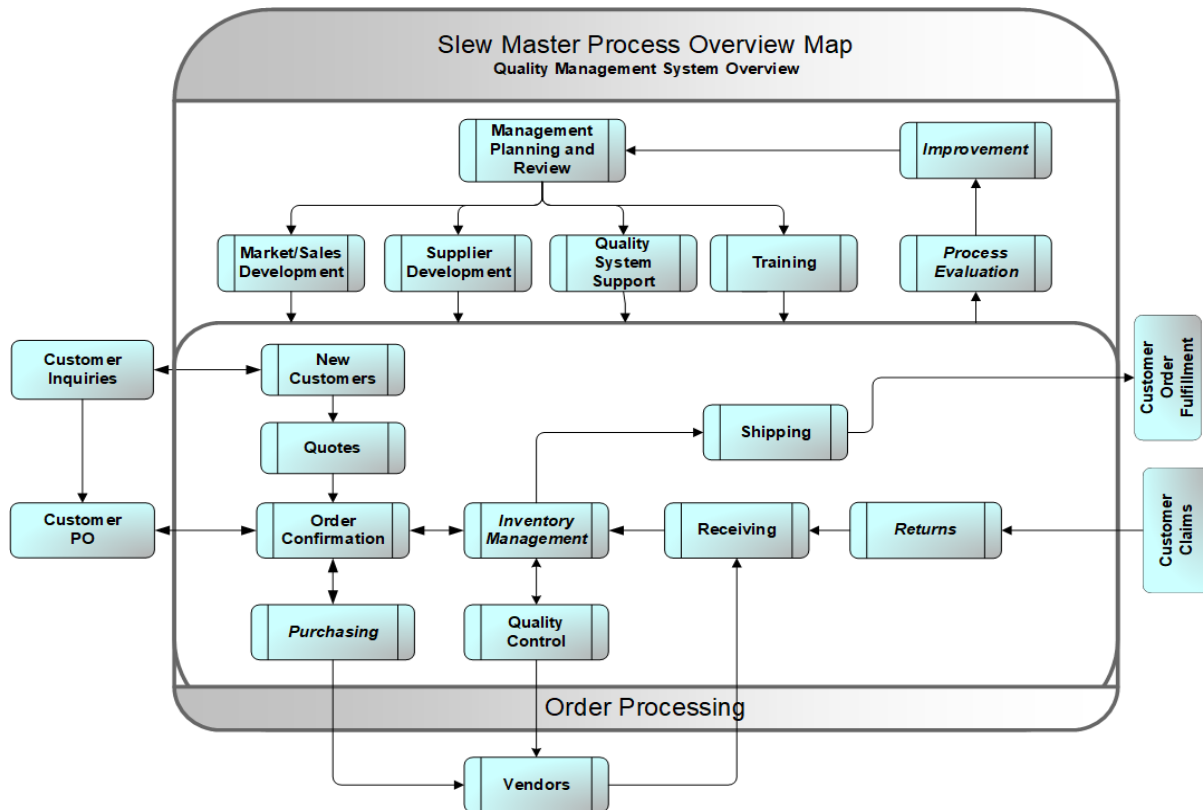 Slew Master Process Overview Map
Quality Management System Overview
Management
Planning and
Review
Improvement
Market/Sales
Development
Supplier
Development
Quality
System
Support
Training
Process
Evaluation
Customer
Inquiries
New
Customers
Customer
Order
Fulfillment
Shipping
Quotes
Customer
PO
Order
Confirmation
Inventory
Management
Receiving
Returns
Customer
Claims
Purchasing
Quality
Control
Order Processing
Vendors